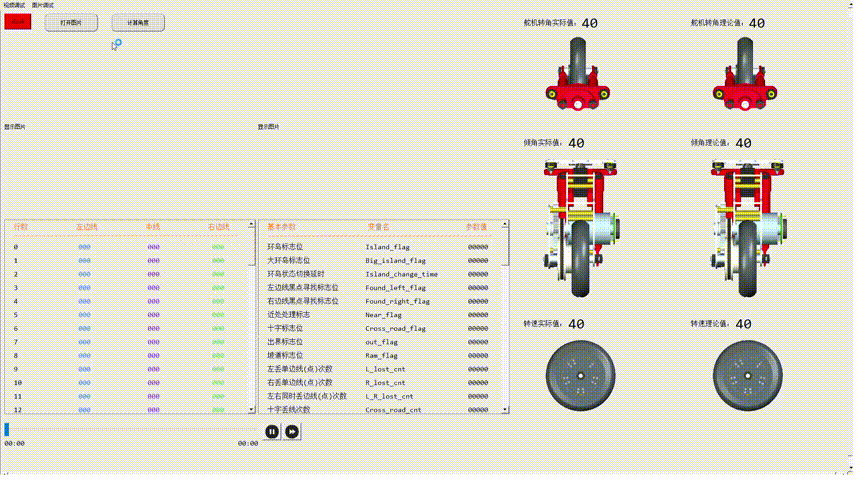 视频调试 图片调试
打开图片 计算角度
舵机转角实际值: 40 舵机转角理论值: 40
显示图片 显示图片
倾角实际值: 40 倾角理论值: 40
行数 左边线 中线 右边线
0 000 000 000
1 000 000 000
2 000 000 000
3 000 000 000
4 000 000 000
5 000 000 000
6 000 000 000
7 000 000 000
8 000 000 000
9 000 000 000
10 000 000 000
11 000 000 000
12 000 000 000
基本参数 变量名 参数值
环岛标志位 Island_flag 00000
大环岛标志位 Big_island_flag 00000
环岛状态切换延时 Island_change_time 00000
左边线黑点寻找标志位 Found_left_flag 00000
右边线黑点寻找标志位 Found_right_flag 00000
近处处理标志 Near_flag 00000
十字标志位 Cross_road_flag 00000
出界标志位 out_flag 00000
坡道标志位 Ram_flag 00000
左丢单边线(点)次数 L_lost_cnt 00000
右丢单边线(点)次数 R_lost_cnt 00000
左右同时丢边线(点)次数 L_R_lost_cnt 00000
十字丢线次数 Cross_road_cnt 00000
转速实际值: 40 转速理论值: 40
00:00 00:00